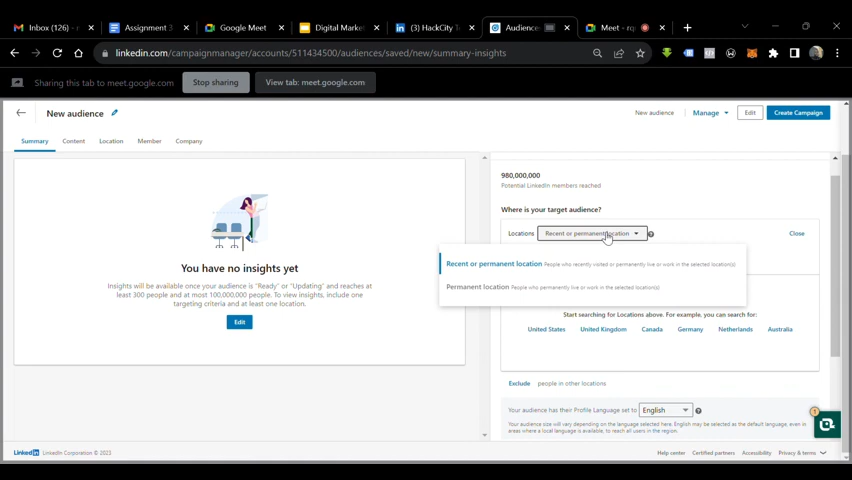 Inbox (126) -
Assignment 3
Google Meet
Digital Market
(3) HackCity T
Audience
Meet - rq
linkedin.com/campaignmanager/accounts/511434500/audiences/saved/new/summary-insights
Sharing this tab to meet.google.com
Stop sharing
View tab: meet.google.com
New audience
New audience
Manage
Edit
Create Campaign
Summary
Content
Location
Member
Company
980,000,000
Potential LinkedIn members reached
Where is your target audience?
Locations
Recent or permanent location
Close
Recent or permanent location People who recently visited or permanently live or work in the selected location(s)
Permanent location People who permanently live or work in the selected location(s)
Start searching for Locations above. For example, you can search for:
United States
United Kingdom
Canada
Germany
Netherlands
Australia
You have no insights yet
Insights will be available once your audience is "Ready" or "Updating" and reaches at
least 300 people and at most 100,000,000 people. To view insights, include one
targeting criteria and at least one location.
Edit
Exclude people in other locations
Your audience has their Profile Language set to
English
Your audience size will vary depending on the language selected here. English may be selected as the default language, even in
areas where a local language is available, to reach all users in the region.
1
LinkedIn LinkedIn Corporation © 2023
Help center
Certified partners
Accessibility
Privacy & terms